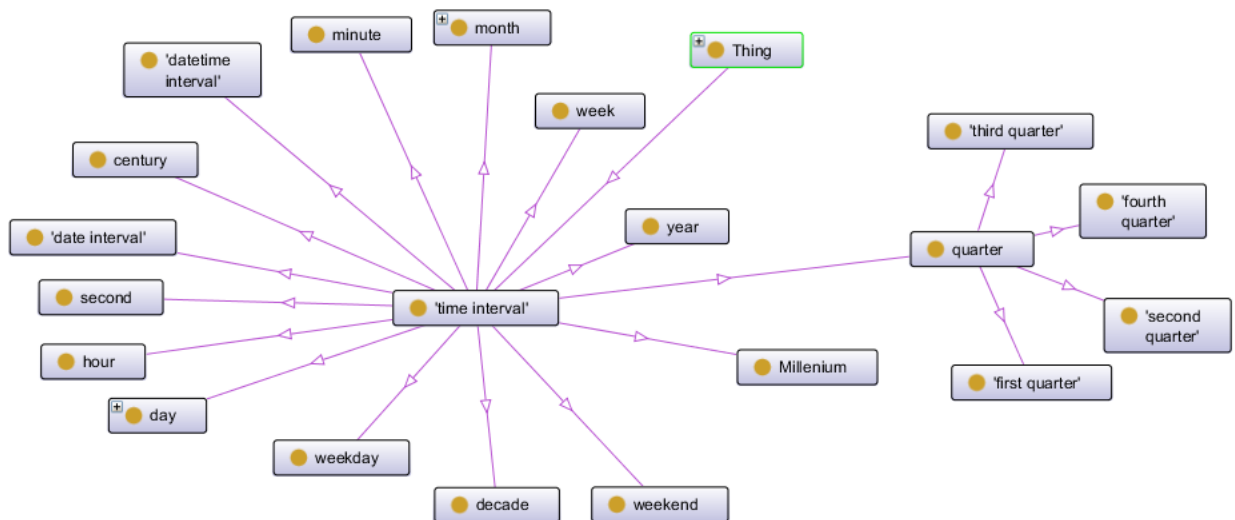 month
minute
Thing
'datetime
interval'
week
'third quarter'
century
'fourth
quarter'
year
'date interval'
quarter
second
'time interval'
'second
quarter'
hour
Millenium
'first quarter'
day
weekday
decade
weekend